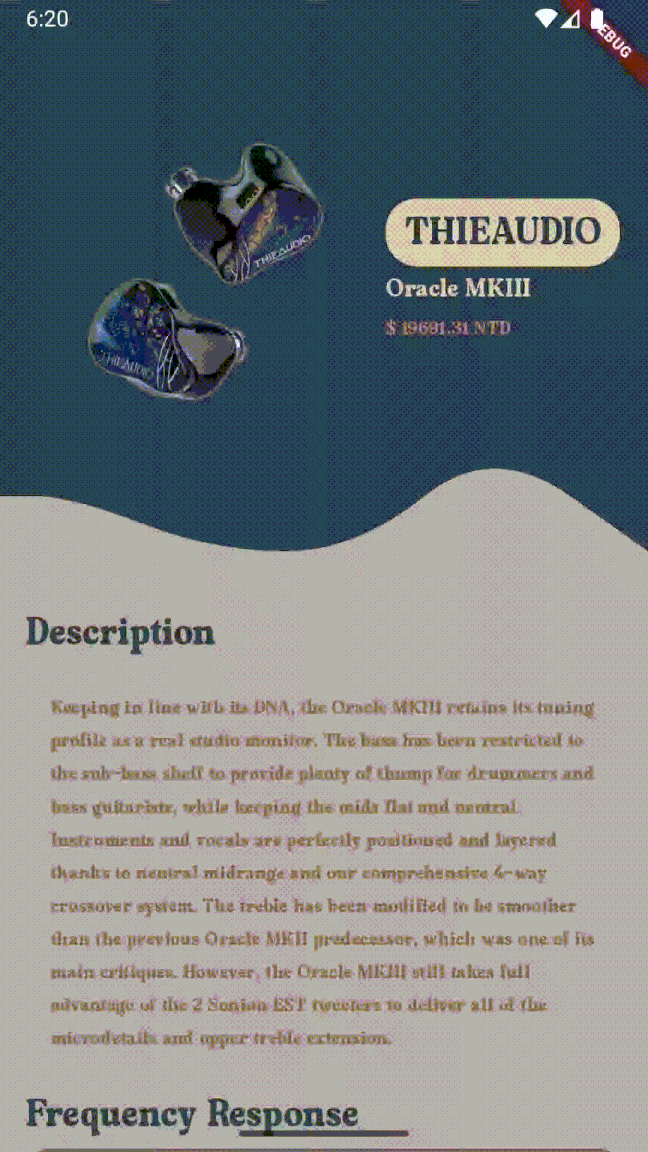 6:20
DEBUG
THIEAUDIO
THIEAUDIO
Oracle MKIII
THIEAUDIO
$ 19691.31 NTD
Description
Keeping in line with its DNA, the Oracle MKIII retains its tuning
profile as a real studio monitor. The bass has been restricted to
the sub-bass shelf to provide plenty of thump for drummers and
bass guitarists, while keeping the mids flat and neutral.
Instruments and vocals are perfectly positioned and layered
thanks to neutral midrange and our comprehensive 4-way
crossover system. The treble has been modified to be smoother
than the previous Oracle MKII predecessor, which was one of its
main critiques. However, the Oracle MKIII still takes full
advantage of the 2 Sonion EST tweeters to deliver all of the
microdetails and upper treble extension.
Frequency Response